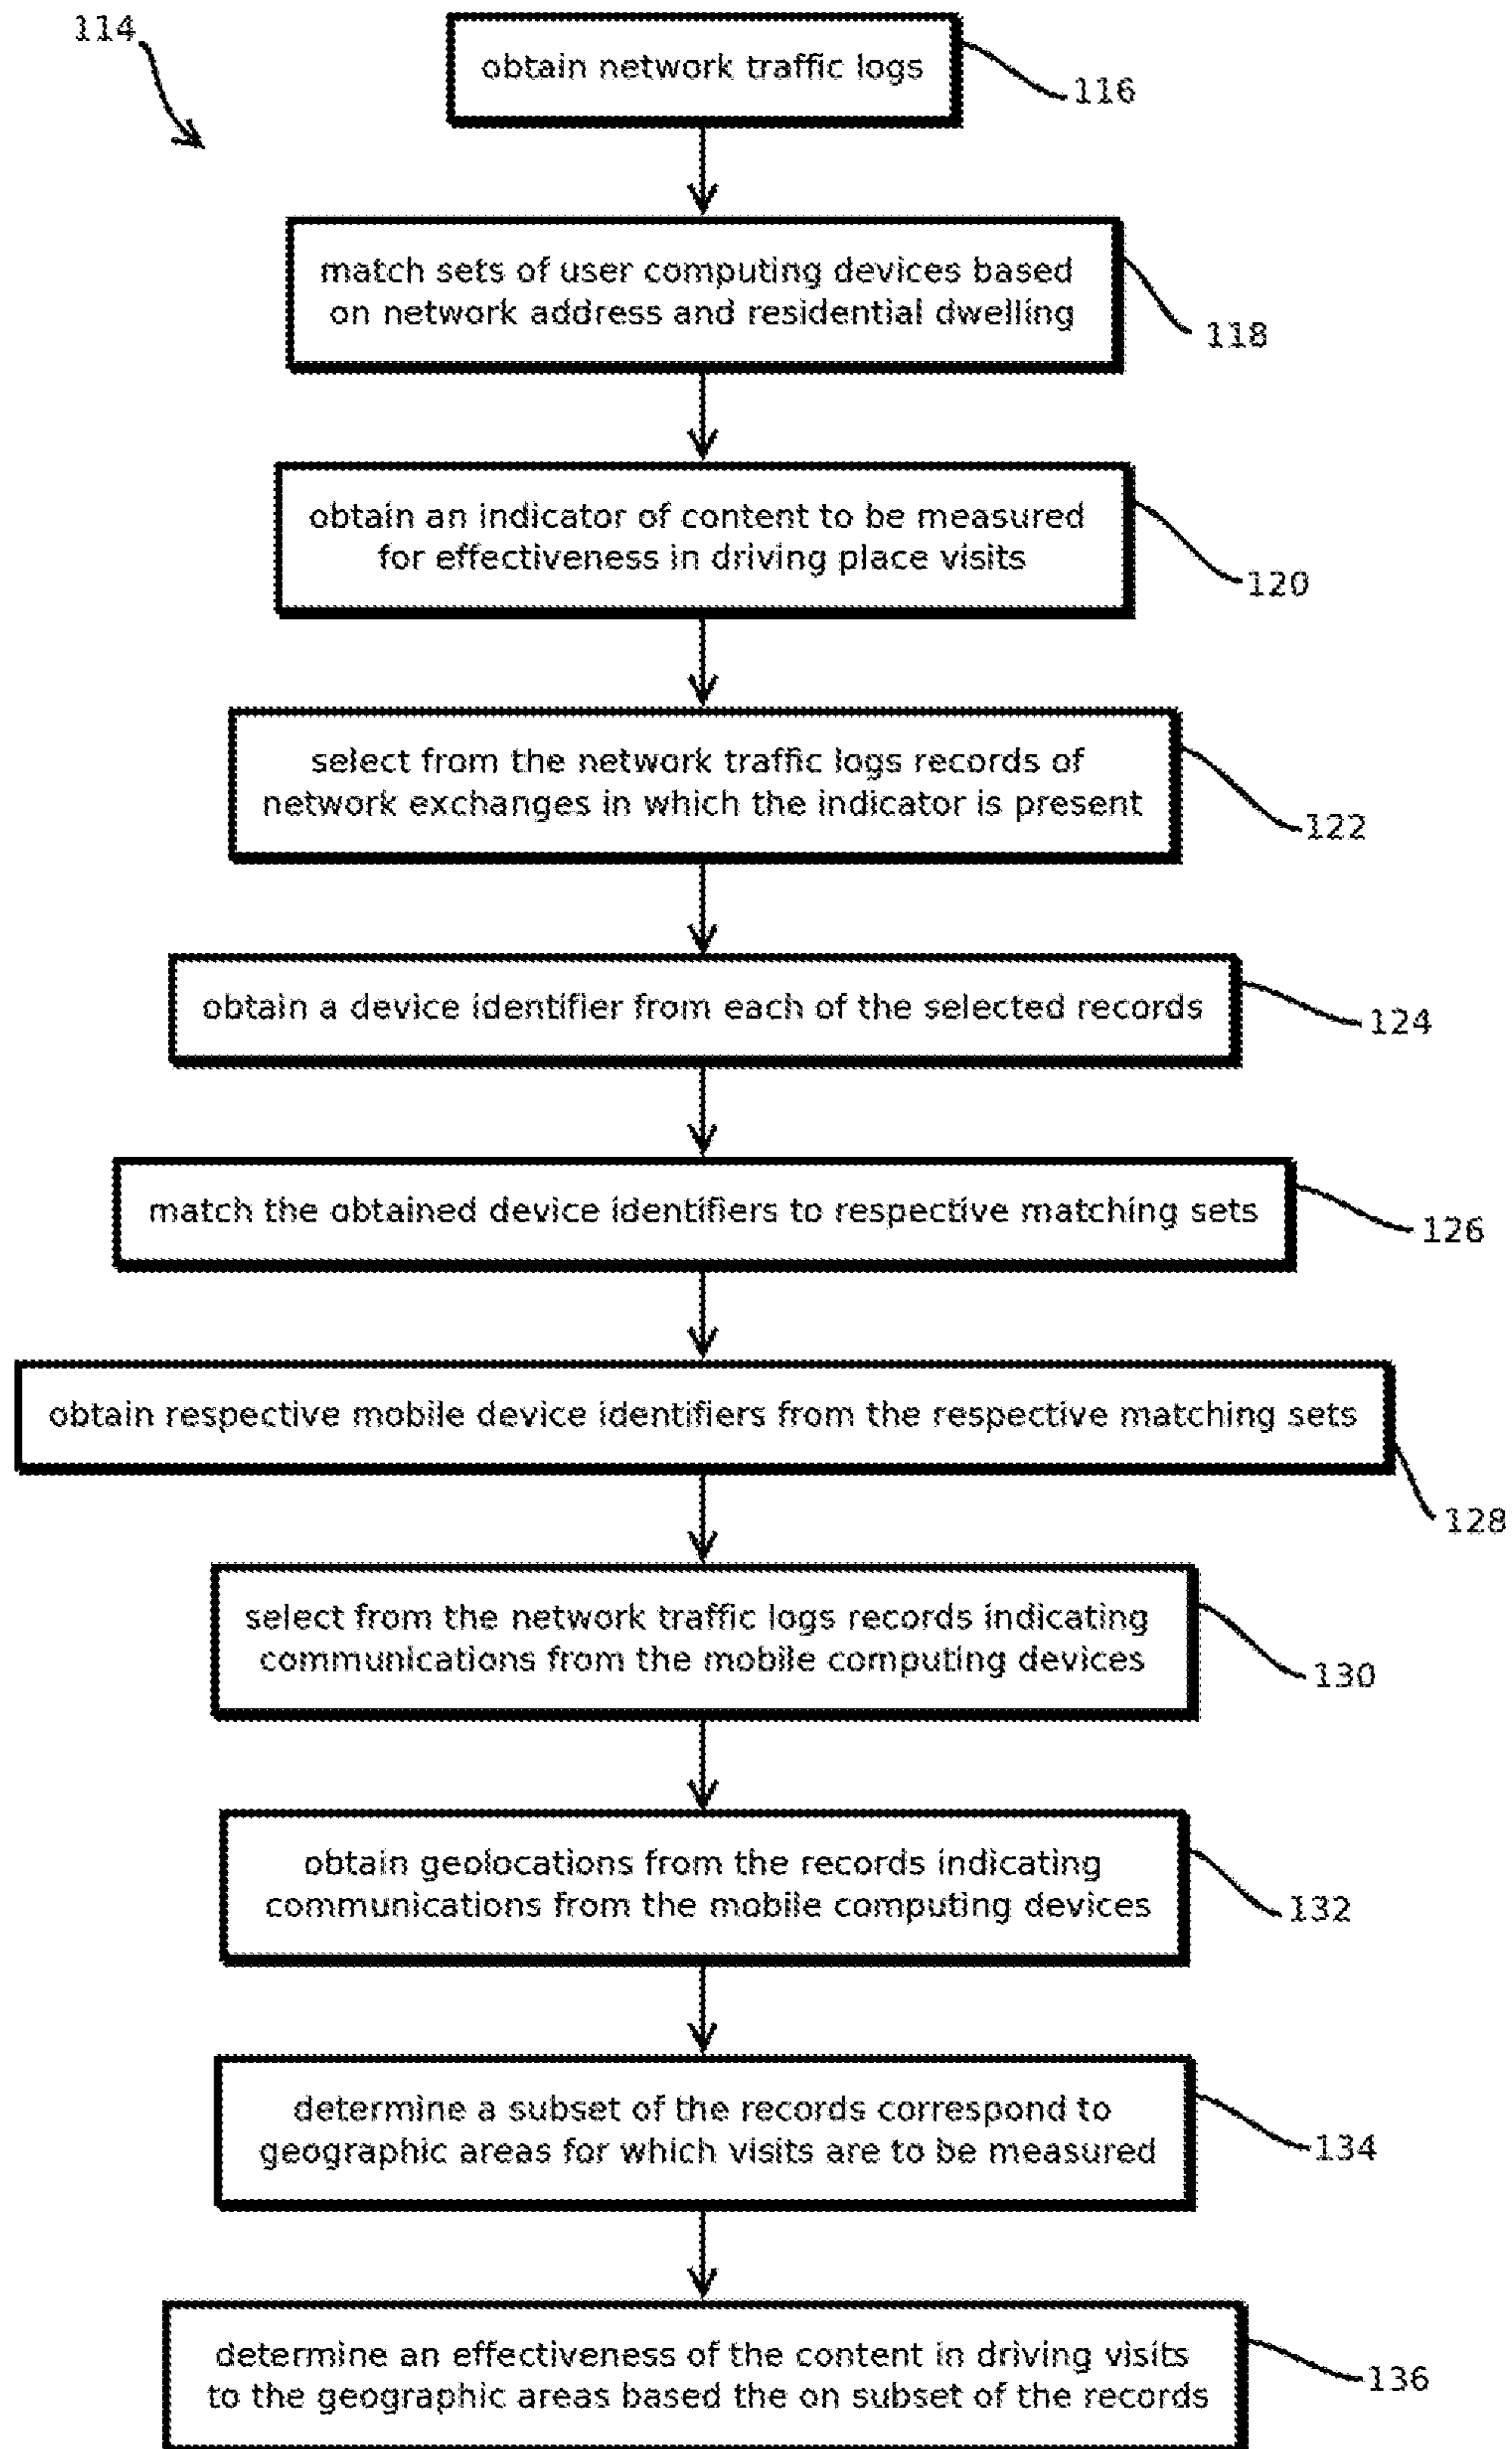 114
obtain network traffic logs
116
match sets of user computing devices based
on network address and residential dwelling
118
obtain an indicator of content to be measured
for effectiveness in driving place visits
120
select from the network traffic logs records of
network exchanges in which the indicator is present
122
obtain a device identifier from each of the selected records
124
match the obtained device identifiers to respective matching sets
126
obtain respective mobile device identifiers from the respective matching sets
128
select from the network traffic logs records indicating
communications from the mobile computing devices
130
obtain geolocations from the records indicating
communications from the mobile computing devices
132
determine a subset of the records correspond to
geographic areas for which visits are to be measured
134
determine an effectiveness of the content in driving visits
to the geographic areas based the on subset of the records
136